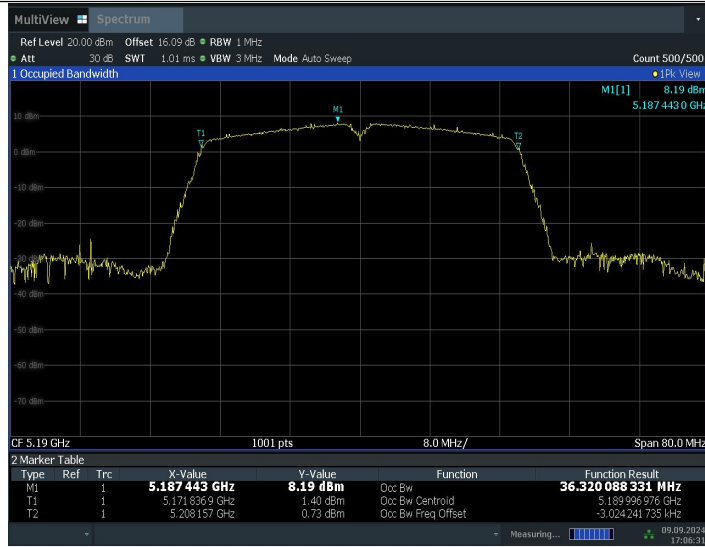 MultiView Spectrum
Ref Level 20.00 dBm Offset 16.09 dB RBW 1 MHz
Att 30 dB SWT 1.01 ms VBW 3 MHz Mode Auto Sweep Count 500/500
1 Occupied Bandwidth 1Pk View
M1[1] 8.19 dBm
5.187 443 0 GHz
10 dBm
M1
T1
T2
0 dBm
-10 dBm
-20 dBm
-30 dBm
-40 dBm
-50 dBm
-60 dBm
-70 dBm
CF 5.19 GHz 1001 pts 8.0 MHz/ Span 80.0 MHz
2 Marker Table
Type Ref Trc X-Value Y-Value Function Function Result
M1 1 5.187 443 GHz 8.19 dBm Occ Bw 36.320 088 331 MHz
T1 1 5.171 836 9 GHz 1.40 dBm Occ Bw Centroid 5.189 996 976 GHz
T2 1 5.208 157 GHz 0.73 dBm Occ Bw Freq Offset -3.024 241 735 kHz
Measuring... 09.09.2024
17:06:31